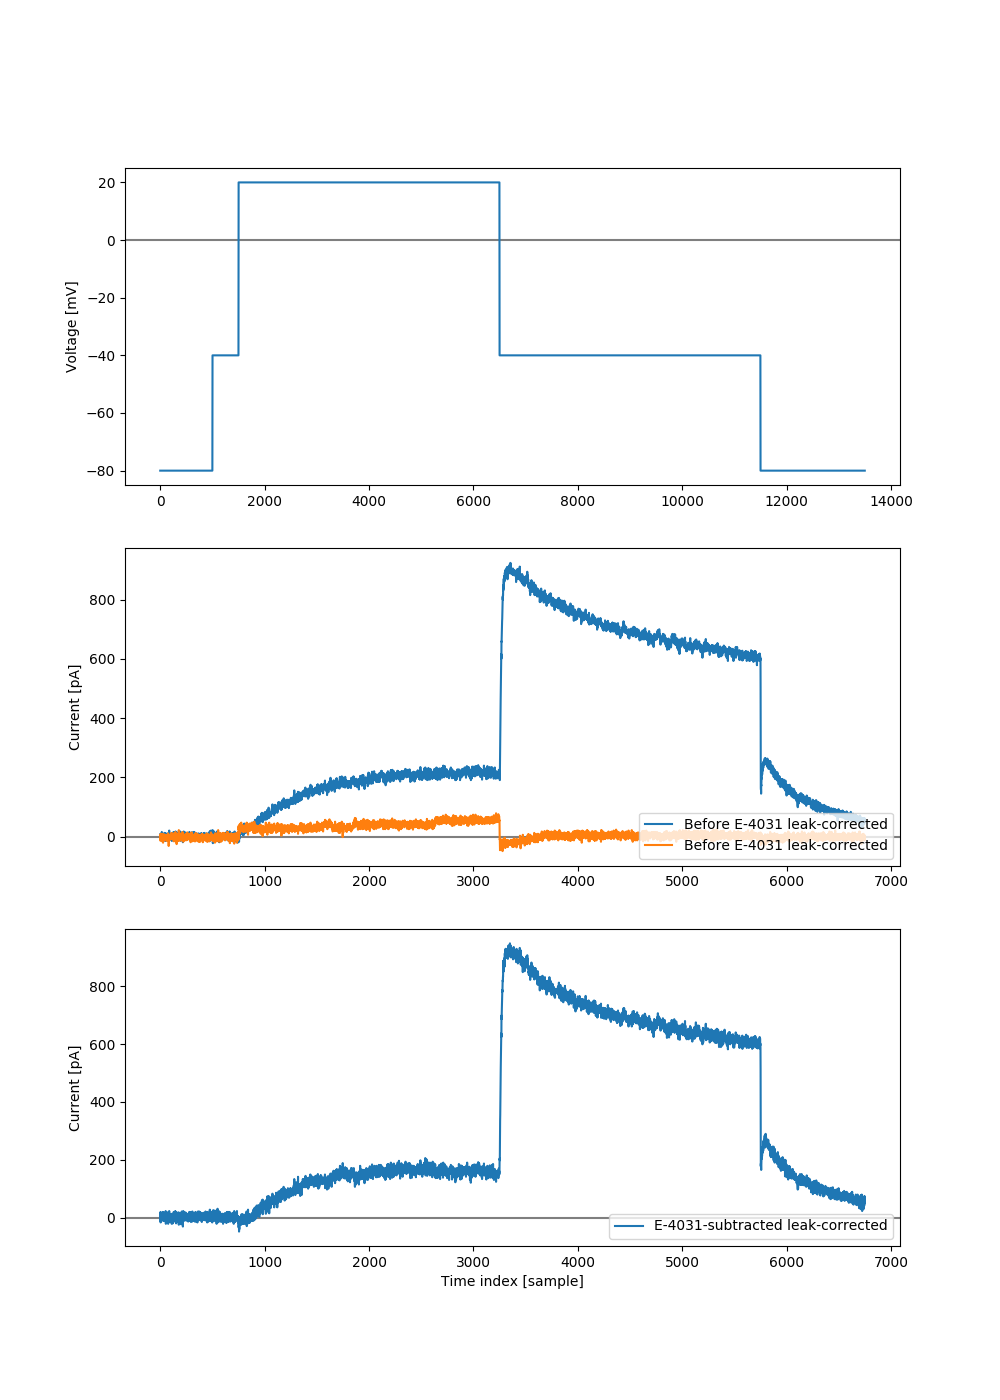 20
0
−20
−40
−60
−80
Voltage [mV]
0 2000 4000 6000 8000 10000 12000 14000
800
600
400
200
0
Current [pA]
Before E-4031 leak-corrected
Before E-4031 leak-corrected
0 1000 2000 3000 4000 5000 6000 7000
800
600
400
200
0
Current [pA]
E-4031-subtracted leak-corrected
0 1000 2000 3000 4000 5000 6000 7000
Time index [sample]